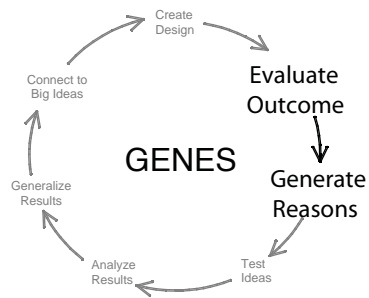 Create
Design
Evaluate
Outcome
Generate
Reasons
Test
Ideas
Analyze
Results
Generalize
Results
Connect to
Big Ideas
GENES